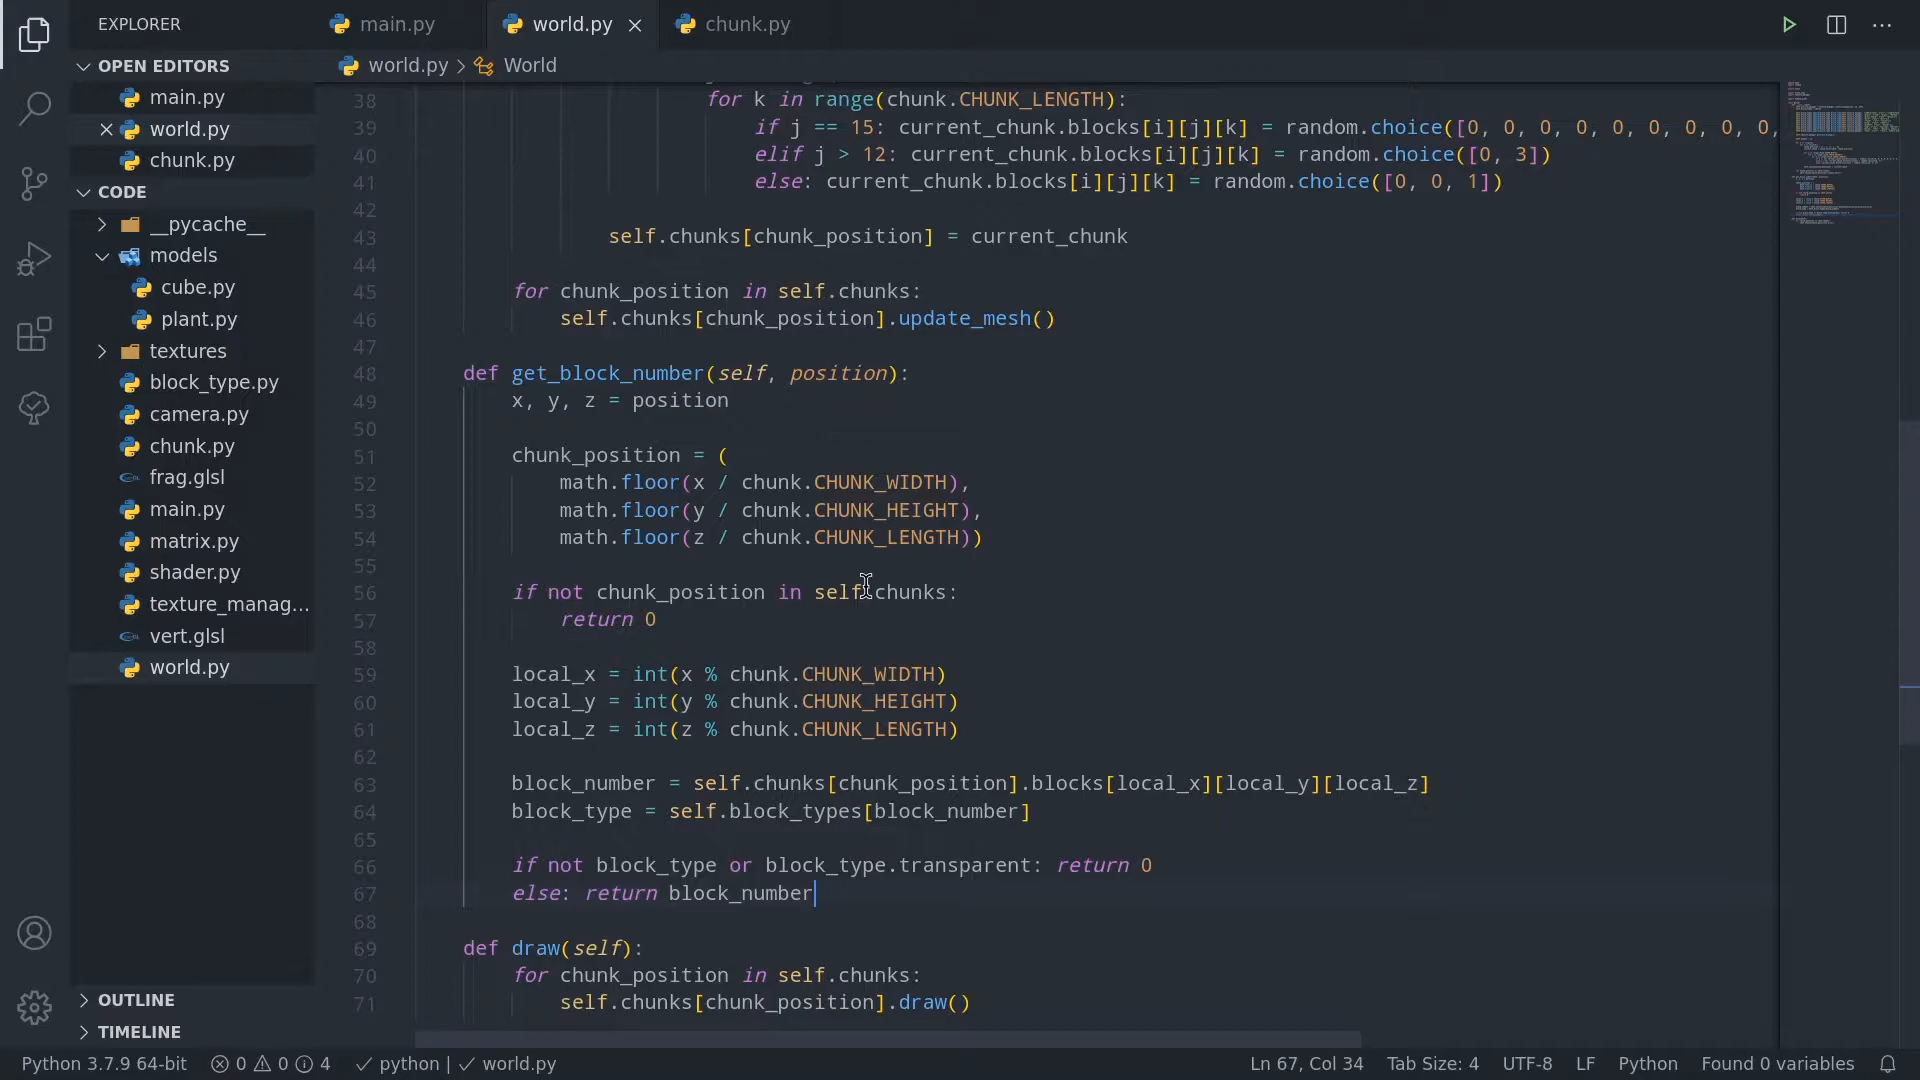 EXPLORER
main.py
world.py
chunk.py
OPEN EDITORS
main.py
world.py
chunk.py
CODE
__pycache__
models
cube.py
plant.py
textures
block_type.py
camera.py
chunk.py
frag.glsl
main.py
matrix.py
shader.py
texture_manag...
vert.glsl
world.py
OUTLINE
TIMELINE
world.py > World
38 for k in range(chunk.CHUNK_LENGTH):
39 if j == 15: current_chunk.blocks[i][j][k] = random.choice([0, 0, 0, 0, 0, 0, 0, 0, 0,
40 elif j > 12: current_chunk.blocks[i][j][k] = random.choice([0, 3])
41 else: current_chunk.blocks[i][j][k] = random.choice([0, 0, 1])
42
43 self.chunks[chunk_position] = current_chunk
44
45 for chunk_position in self.chunks:
46 self.chunks[chunk_position].update_mesh()
47
48 def get_block_number(self, position):
49 x, y, z = position
50
51 chunk_position = (
52 math.floor(x / chunk.CHUNK_WIDTH),
53 math.floor(y / chunk.CHUNK_HEIGHT),
54 math.floor(z / chunk.CHUNK_LENGTH))
55
56 if not chunk_position in self.chunks:
57 return 0
58
59 local_x = int(x % chunk.CHUNK_WIDTH)
60 local_y = int(y % chunk.CHUNK_HEIGHT)
61 local_z = int(z % chunk.CHUNK_LENGTH)
62
63 block_number = self.chunks[chunk_position].blocks[local_x][local_y][local_z]
64 block_type = self.block_types[block_number]
65
66 if not block_type or block_type.transparent: return 0
67 else: return block_number
68
69 def draw(self):
70 for chunk_position in self.chunks:
71 self.chunks[chunk_position].draw()
Python 3.7.9 64-bit 0 0 4 python | world.py Ln 67, Col 34 Tab Size: 4 UTF-8 LF Python Found 0 variables